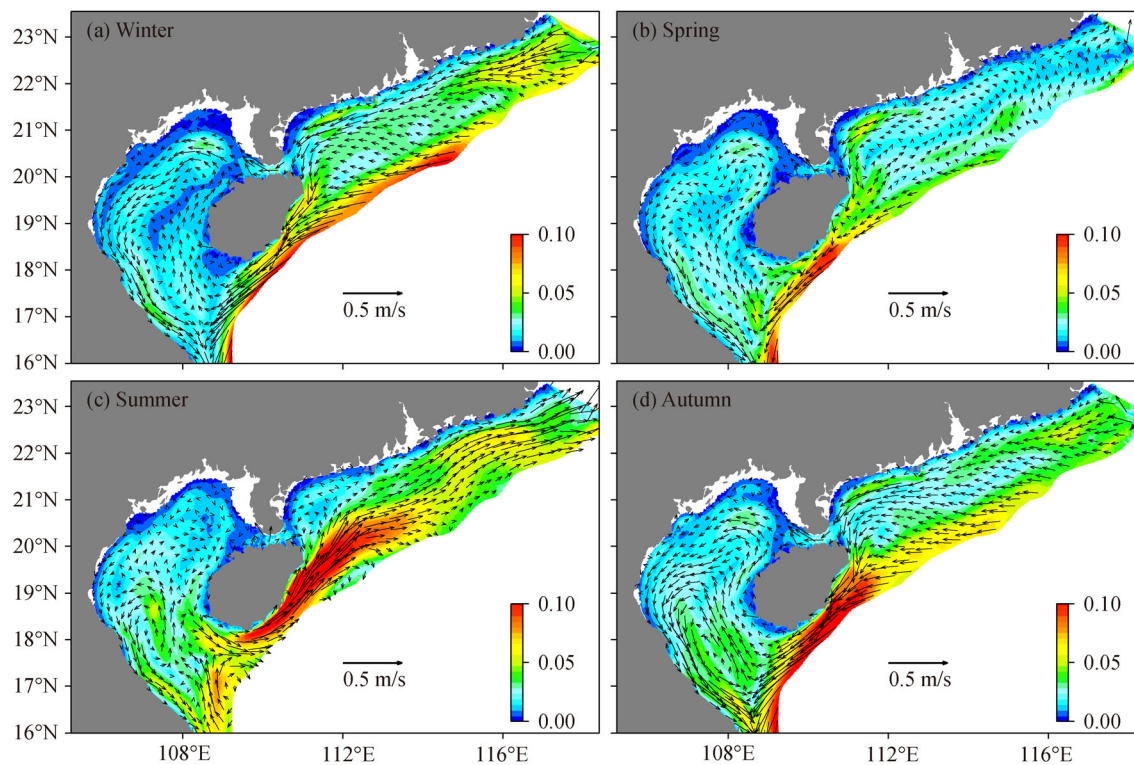 (a) Winter
(b) Spring
23°N
22°N
21°N
20°N
19°N
18°N
17°N
16°N
0.10
0.05
0.00
0.5 m/s
0.10
0.05
0.00
0.5 m/s
(c) Summer
(d) Autumn
23°N
22°N
21°N
20°N
19°N
18°N
17°N
16°N
0.10
0.05
0.00
0.5 m/s
0.10
0.05
0.00
0.5 m/s
108°E
112°E
116°E
108°E
112°E
116°E